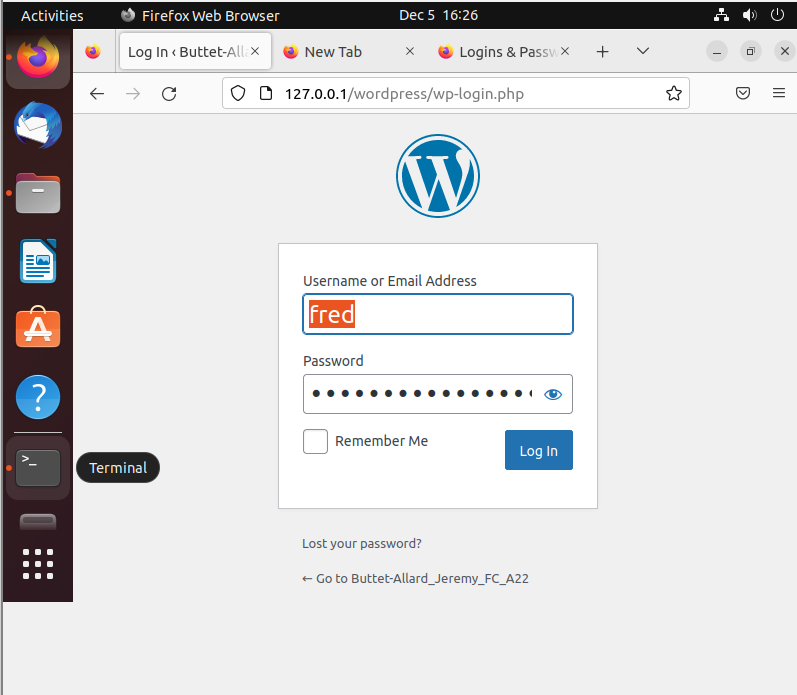 Activities Firefox Web Browser Dec 5 16:26
Log In ‹ Buttet-All New Tab Logins & Passw
127.0.0.1/wordpress/wp-login.php
Username or Email Address
fred
Password
Remember Me
Log In
Terminal
Lost your password?
← Go to Buttet-Allard_Jeremy_FC_A22